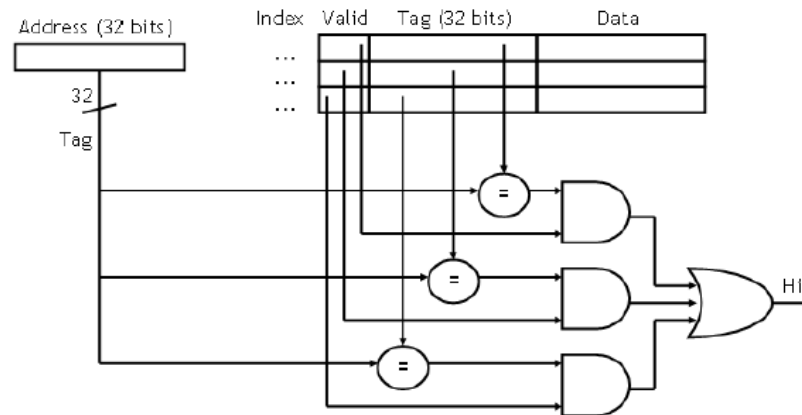 Address (32 bits)
Index Valid Tag (32 bits) Data
...
...
...
32
Tag
=
=
=
Hi